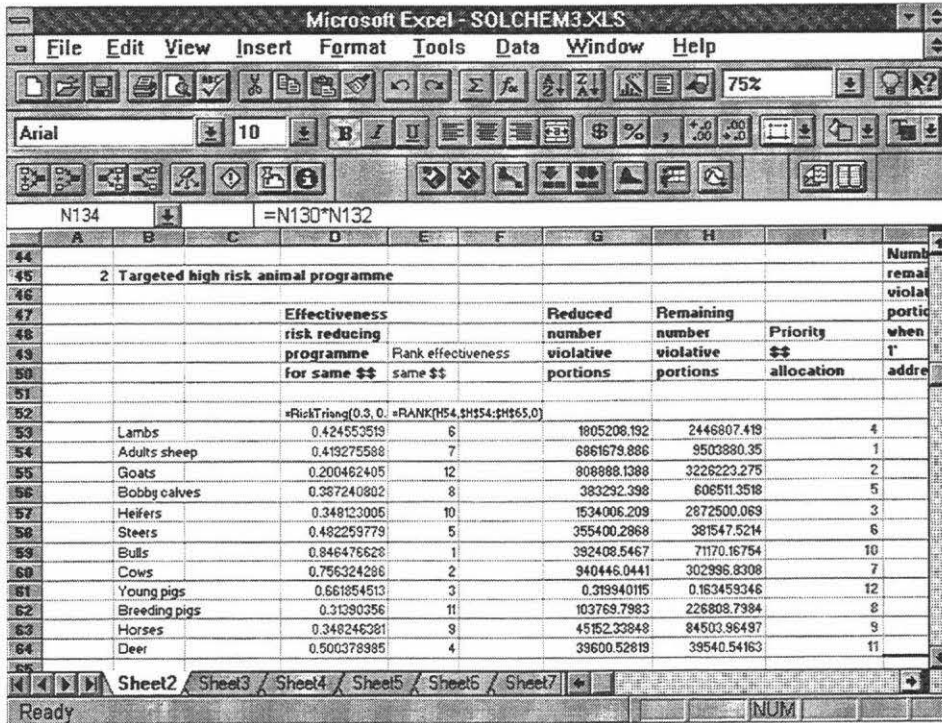 Microsoft Excel - SOLCHEM3.XLS
File Edit View Insert Format Tools Data Window Help
75%
Arial 10 B I U $ % ,
N134 =N130*N132
A B C D E F G H I
44 Numb
45 2 Targeted high risk animal programme remai
46 violat
47 Effectiveness Reduced Remaining portic
48 risk reducing number number Priority when
49 programme Rank effectiveness violative violative $$ 1'
50 for same $$ same $$ portions portions allocation addre
51
52 =RiskTriang(0.3, 0. =RANK(H54,$H$54:$H$65,0)
53 Lambs 0.424553519 6 1805208.192 2446807.419 4
54 Adults sheep 0.419275588 7 6861679.886 9503880.35 1
55 Goats 0.200462405 12 808888.1388 3226223.275 2
56 Bobby calves 0.387240802 8 383292.398 606511.3518 5
57 Heifers 0.348123005 10 1534006.209 2872500.069 3
58 Steers 0.482259779 5 355400.2868 381547.5214 6
59 Bulls 0.846476628 1 392408.5467 71170.16754 10
60 Cows 0.756324286 2 940446.0441 302996.8308 7
61 Young pigs 0.661854513 3 0.319940115 0.163459346 12
62 Breeding pigs 0.31390356 11 103769.7983 226808.7984 8
63 Horses 0.348246381 9 45152.33848 84503.96497 9
64 Deer 0.500378985 4 39600.52819 39540.54163 11
65
Sheet2 Sheet3 Sheet4 Sheet5 Sheet6 Sheet7
Ready NUM